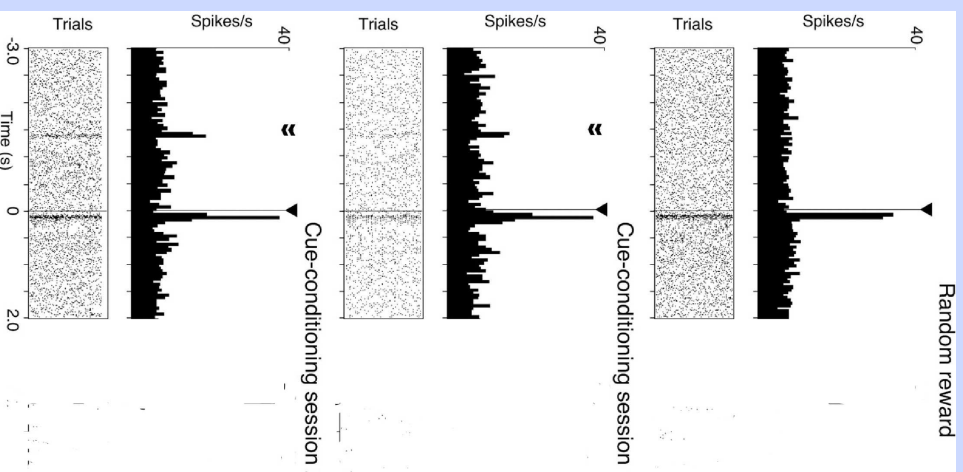 Random reward
40
Spikes/s
Trials
Cue-conditioning session
40
Spikes/s
Trials
Cue-conditioning session
40
Spikes/s
Trials
-3.0
0
2.0
Time (s)